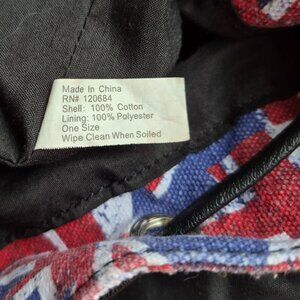 Made In China
RN# 120684
Shell: 100% Cotton
Lining: 100% Polyester
One Size
Wipe Clean When Soiled